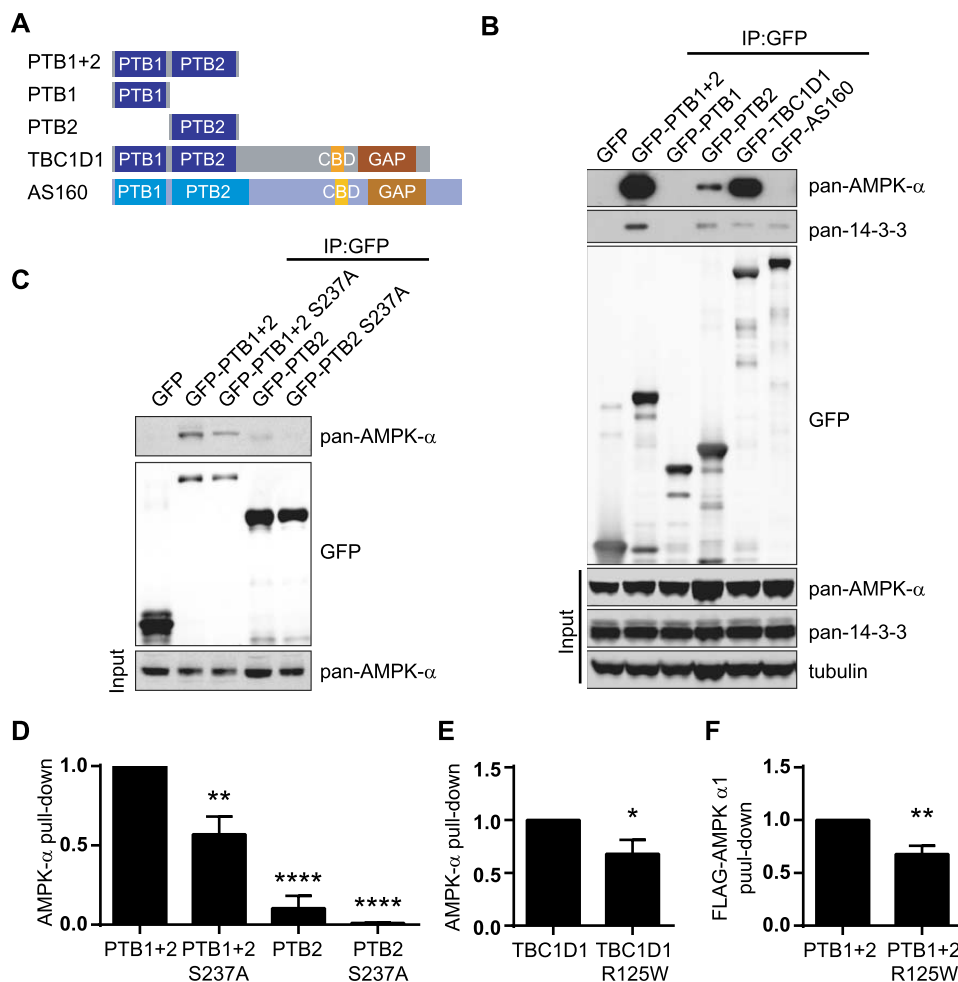 A
PTB1+2
PTB1 PTB2
PTB1
PTB1
PTB2
PTB2
TBC1D1
PTB1 PTB2 CBD GAP
AS160
PTB1 PTB2 CBD GAP
B
IP:GFP
GFP
GFP-PTB1+2
GFP-PTB1
GFP-PTB2
GFP-TBC1D1
GFP-AS160
pan-AMPK-α
pan-14-3-3
GFP
Input
pan-AMPK-α
pan-14-3-3
tubulin
C
IP:GFP
GFP
GFP-PTB1+2
GFP-PTB1+2 S237A
GFP-PTB2
GFP-PTB2 S237A
pan-AMPK-α
GFP
Input
pan-AMPK-α
D
AMPK-α pull-down
1.0
0.5
0.0
**
****
****
PTB1+2
PTB1+2
S237A
PTB2
PTB2
S237A
E
AMPK-α pull-down
1.5
1.0
0.5
0.0
*
TBC1D1
TBC1D1
R125W
F
FLAG-AMPK α1
puul-down
1.5
1.0
0.5
0.0
**
PTB1+2
PTB1+2
R125W